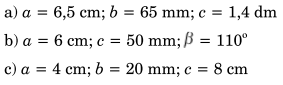 a) a = 6,5 cm; b = 65 mm; c = 1,4 dm
b) a = 6 cm; c = 50 mm; β = 110°
c) a = 4 cm; b = 20 mm; c = 8 cm